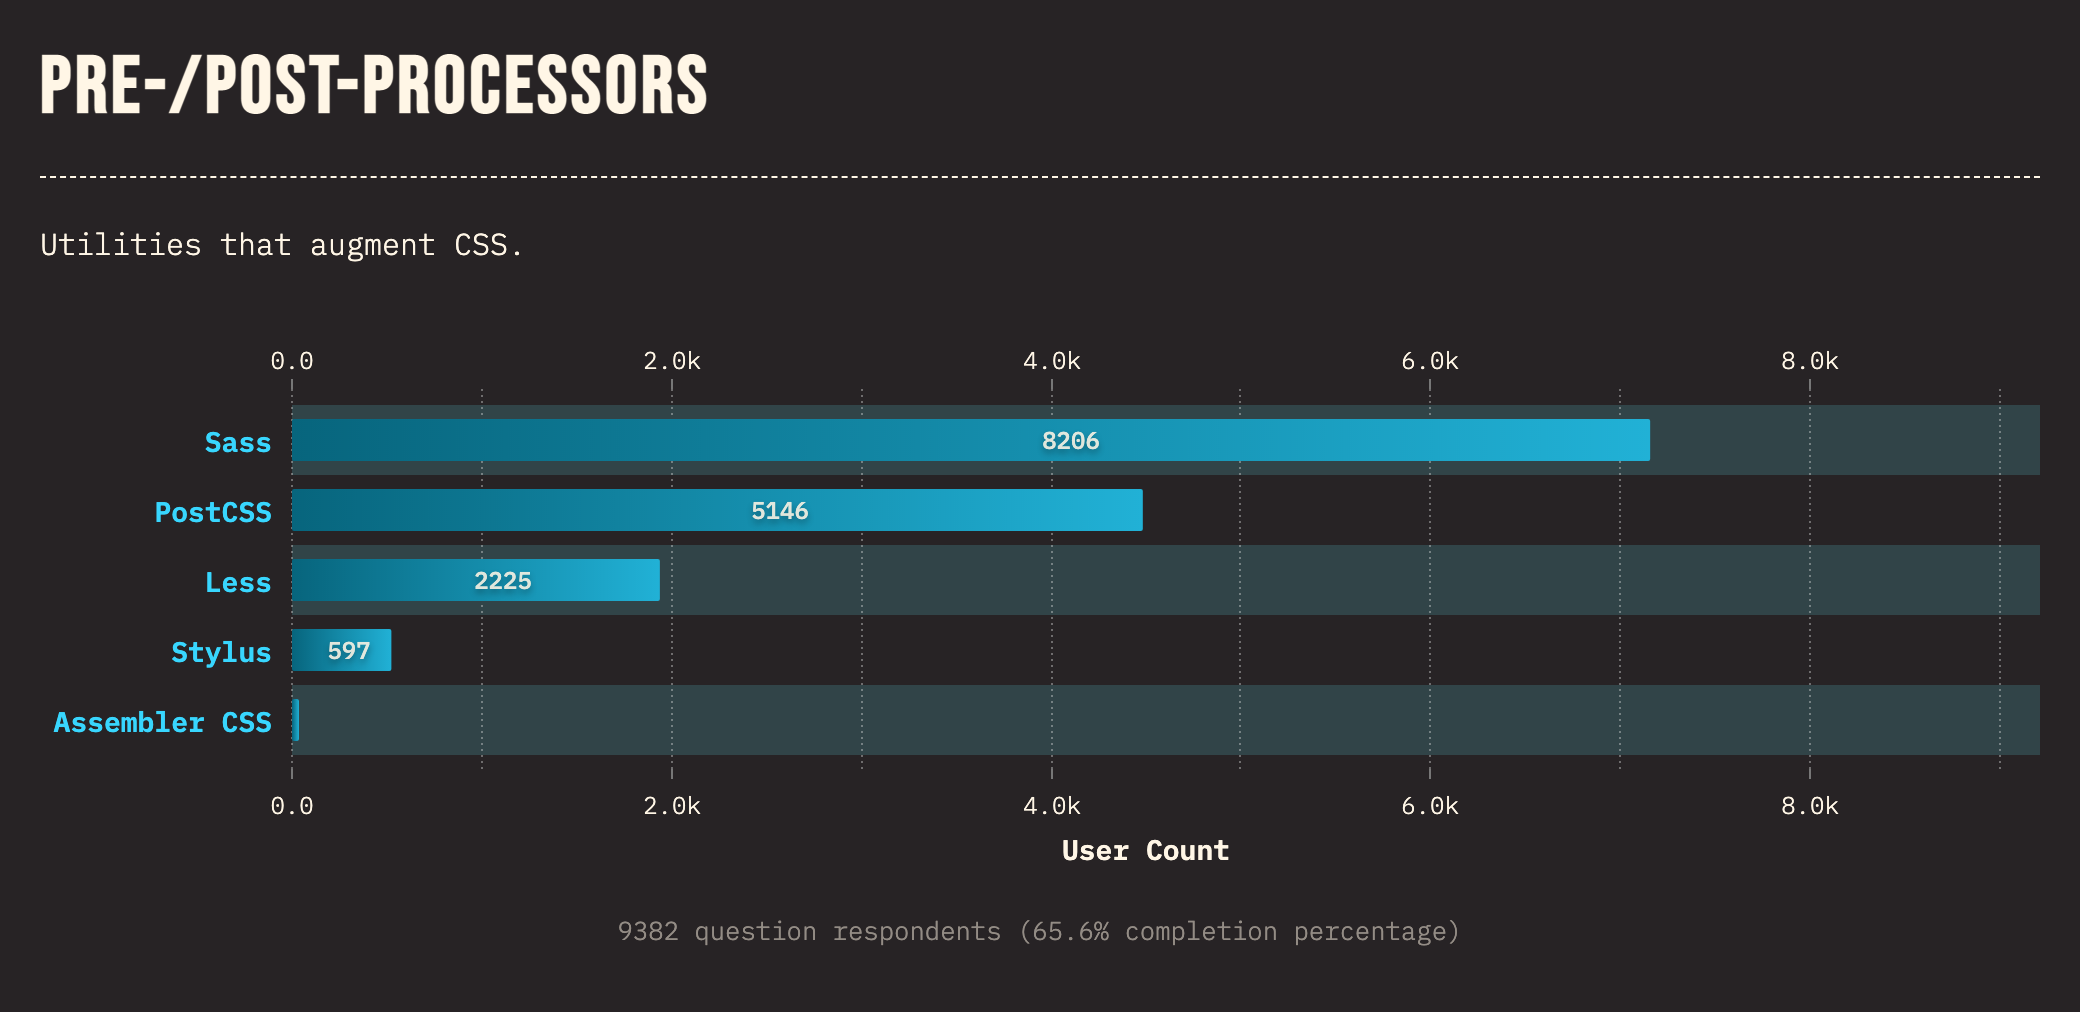 PRE-/POST-PROCESSORS
Utilities that augment CSS.
0.0 2.0k 4.0k 6.0k 8.0k
Sass 8206
PostCSS 5146
Less 2225
Stylus 597
Assembler CSS
0.0 2.0k 4.0k 6.0k 8.0k
User Count
9382 question respondents (65.6% completion percentage)